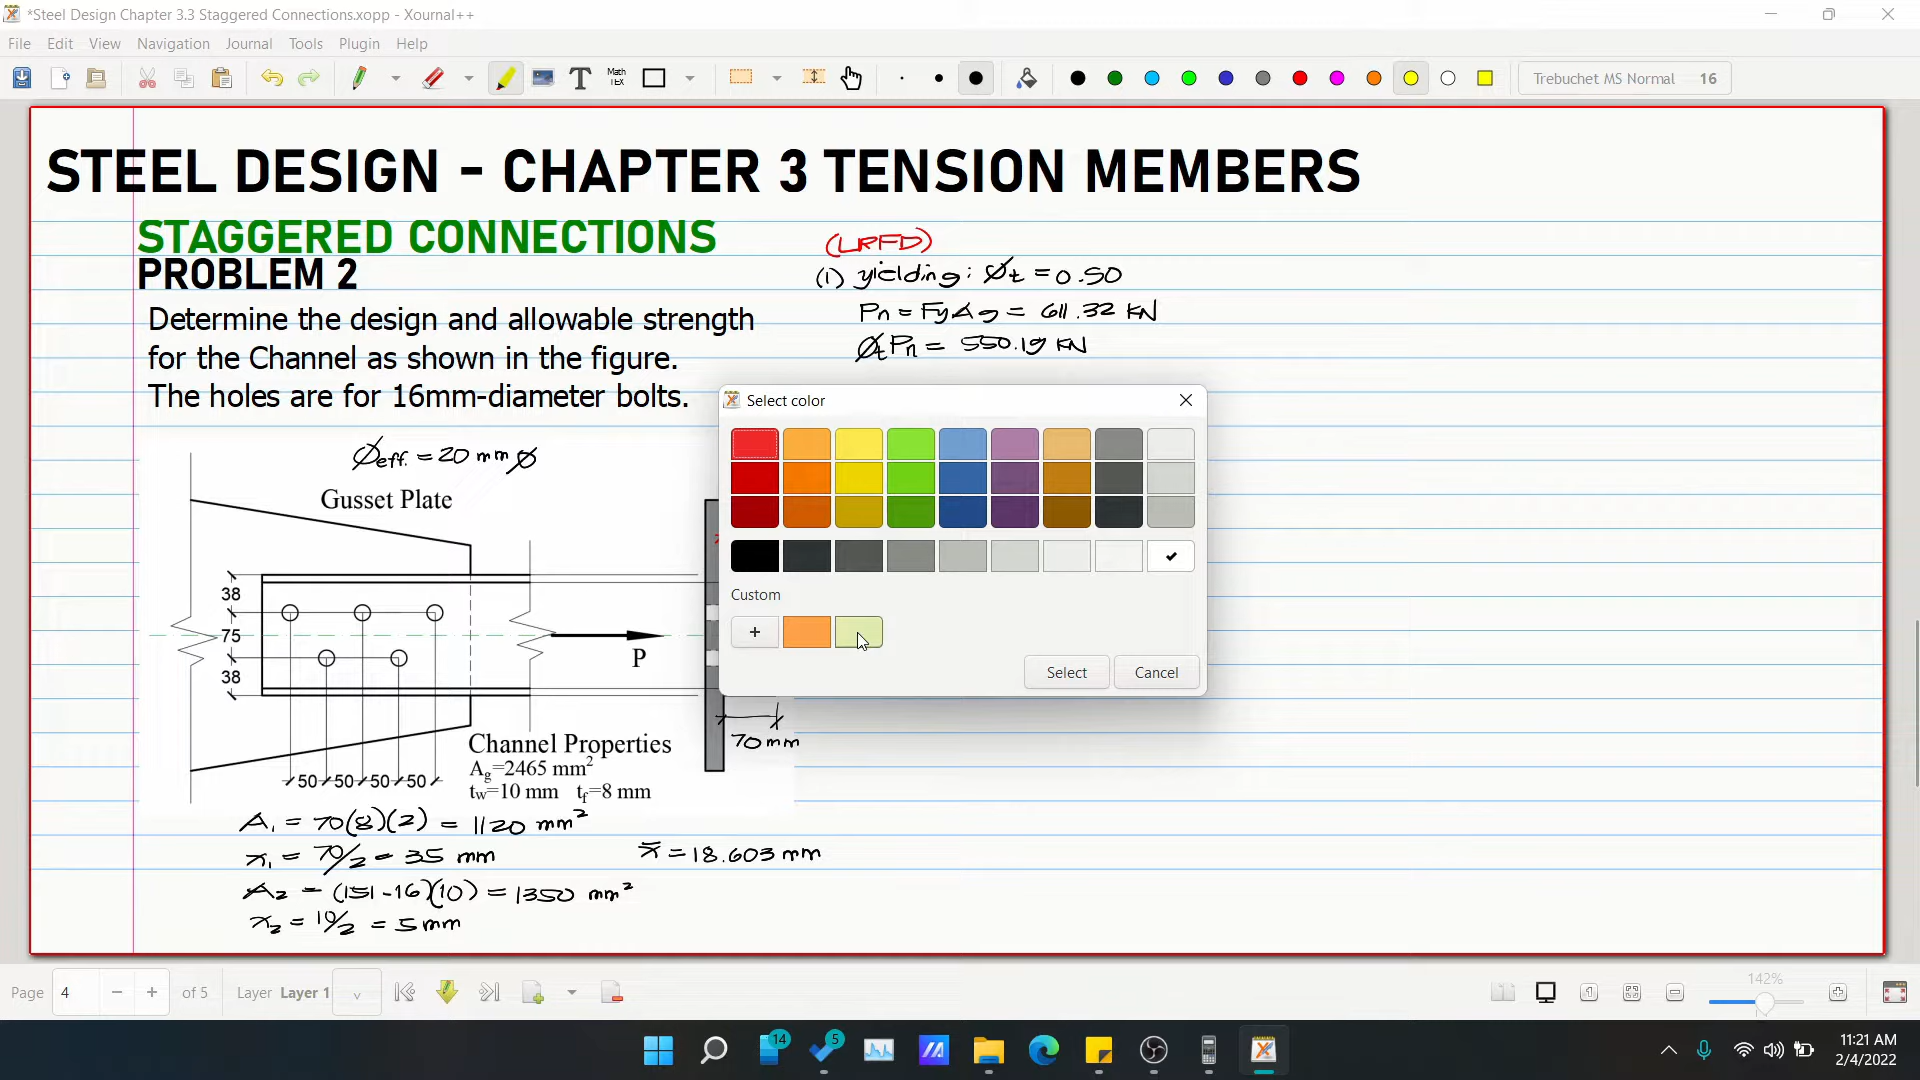 *Steel Design Chapter 3.3 Staggered Connections.xopp - Xournal++
File Edit View Navigation Journal Tools Plugin Help
Math
TEX
T
Trebuchet MS Normal 16
STEEL DESIGN - CHAPTER 3 TENSION MEMBERS
STAGGERED CONNECTIONS
PROBLEM 2
Determine the design and allowable strength
for the Channel as shown in the figure.
The holes are for 16mm-diameter bolts.
(LRFD)
(1) yielding: Øt = 0.90
Pn = FyAg = 611.32 kN
ØtPn = 550.19 kN
Øeff. = 20 mm Ø
Gusset Plate
38
75
38
P
50 50 50 50
Channel Properties
Ag=2465 mm²
tw=10 mm tf=8 mm
70 mm
A₁ = 70(8)(2) = 1120 mm²
x₁ = 70/2 = 35 mm
x̄ = 18.603 mm
A₂ = (151-16)(10) = 1350 mm²
x₂ = 10/2 = 5 mm
Select color
Custom
+
Select Cancel
Page 4 of 5 Layer Layer 1
142%
14
5
11:21 AM
2/4/2022